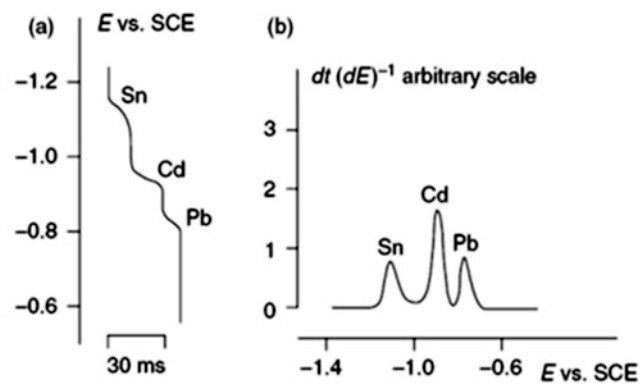 (a)
E vs. SCE
−1.2
−1.0
−0.8
−0.6
Sn
Cd
Pb
30 ms
(b)
dt (dE)⁻¹ arbitrary scale
3
2
1
0
Sn
Cd
Pb
−1.4
−1.0
−0.6
E vs. SCE